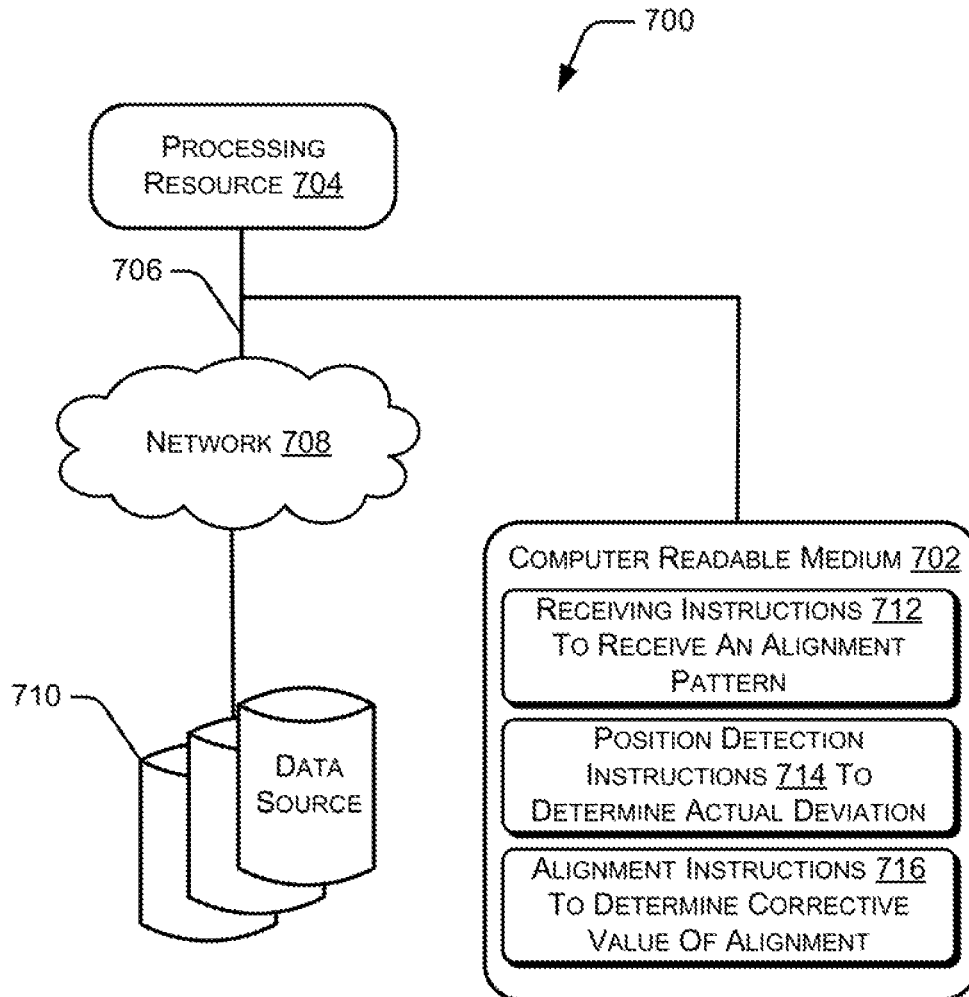 700
PROCESSING
RESOURCE 704
706
NETWORK 708
COMPUTER READABLE MEDIUM 702
RECEIVING INSTRUCTIONS 712
TO RECEIVE AN ALIGNMENT
PATTERN
710
DATA
SOURCE
POSITION DETECTION
INSTRUCTIONS 714 TO
DETERMINE ACTUAL DEVIATION
ALIGNMENT INSTRUCTIONS 716
TO DETERMINE CORRECTIVE
VALUE OF ALIGNMENT